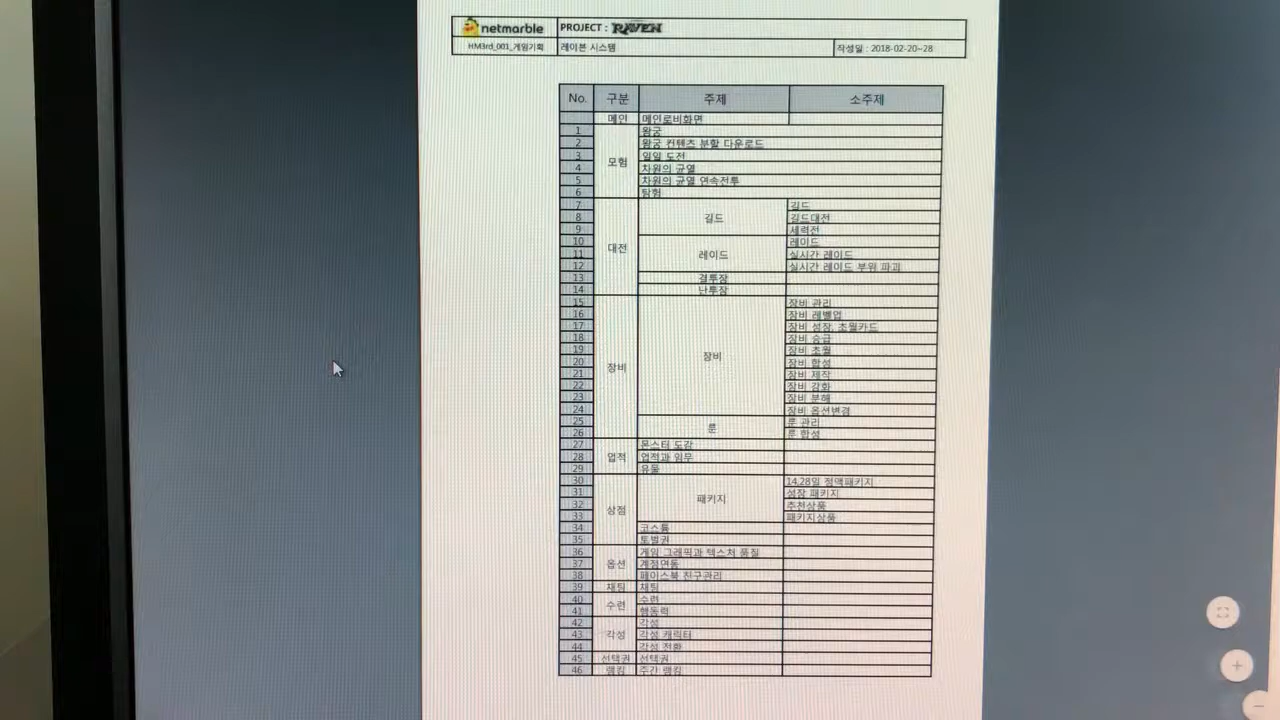 netmarble PROJECT : RAVEN
HM3rd_001_게임기획 레이븐 시스템 작성일 : 2018-02-20~28
No. 구분 주제 소주제
메인 메인로비화면
1 모험 왕궁
2 왕궁 컨텐츠 분할 다운로드
3 일일 도전
4 차원의 균열
5 차원의 균열 연속전투
6 탐험
7 대전 길드 길드
8 길드대전
9 세력전
10 레이드 레이드
11 실시간 레이드
12 실시간 레이드 부위 파괴
13 결투장
14 난투장
15 장비 장비 장비 관리
16 장비 레벨업
17 장비 성장, 초월카드
18 장비 승급
19 장비 초월
20 장비 합성
21 장비 제작
22 장비 강화
23 장비 분해
24 장비 옵션변경
25 룬 룬 관리
26 룬 합성
27 업적 몬스터 도감
28 업적과 임무
29 유물
30 상점 패키지 14,28일 정액패키지
31 성장 패키지
32 추천상품
33 패키지상품
34 코스튬
35 토벌권
36 옵션 게임 그래픽과 텍스처 품질
37 계정연동
38 페이스북 친구관리
39 채팅 채팅
40 수련 수련
41 행동력
42 각성 각성
43 각성 캐릭터
44 각성 전환
45 선택권 선택권
46 랭킹 주간 랭킹